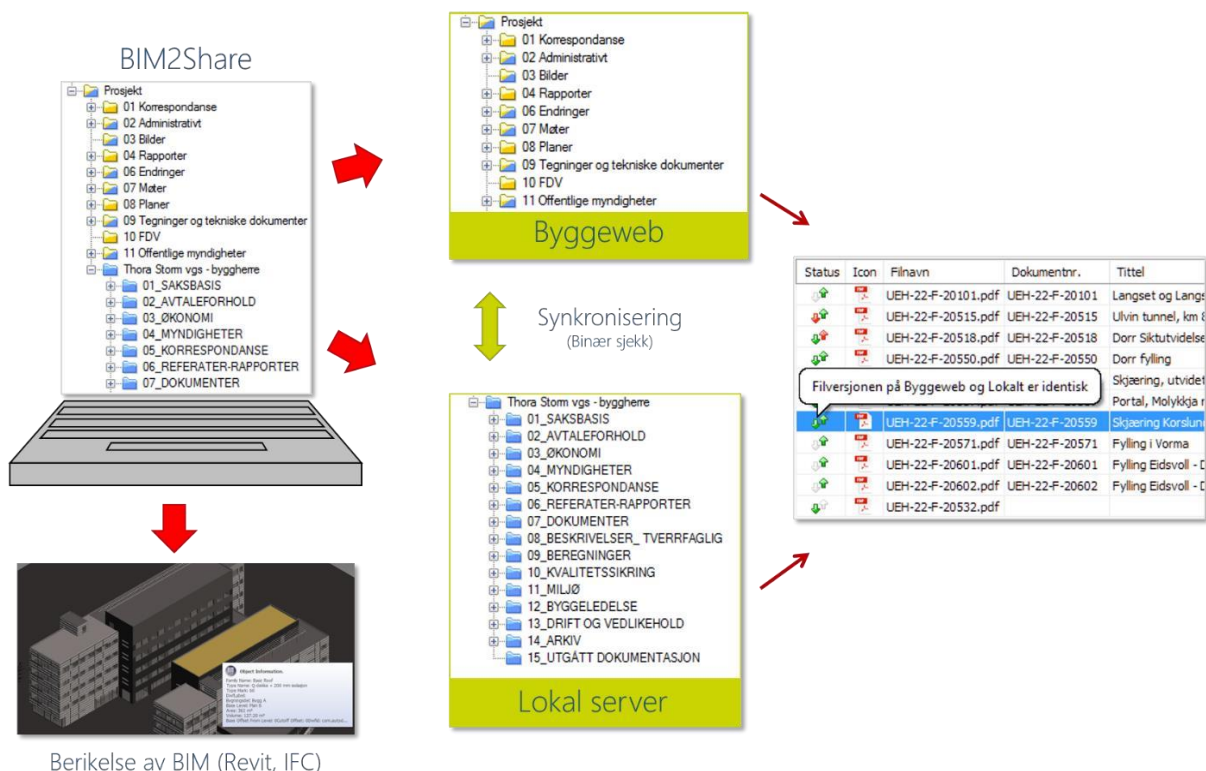 BIM2Share
Prosjekt
01 Korrespondanse
02 Administrativt
03 Bilder
04 Rapporter
06 Endringer
07 Møter
08 Planer
09 Tegninger og tekniske dokumenter
10 FDV
11 Offentlige myndigheter
Thora Storm vgs - byggherre
01_SAKSBASIS
02_AVTALEFORHOLD
03_ØKONOMI
04_MYNDIGHETER
05_KORRESPONDANSE
06_REFERATER-RAPPORTER
07_DOKUMENTER
Object Information
Berikelse av BIM (Revit, IFC)
Prosjekt
01 Korrespondanse
02 Administrativt
03 Bilder
04 Rapporter
06 Endringer
07 Møter
08 Planer
09 Tegninger og tekniske dokumenter
10 FDV
11 Offentlige myndigheter
Byggeweb
Synkronisering
(Binær sjekk)
Thora Storm vgs - byggherre
01_SAKSBASIS
02_AVTALEFORHOLD
03_ØKONOMI
04_MYNDIGHETER
05_KORRESPONDANSE
06_REFERATER-RAPPORTER
07_DOKUMENTER
08_BESKRIVELSER_ TVERRFAGLIG
09_BEREGNINGER
10_KVALITETSSIKRING
11_MILJØ
12_BYGGELEDELSE
13_DRIFT OG VEDLIKEHOLD
14_ARKIV
15_UTGÅTT DOKUMENTASJON
Lokal server
Status Icon Filnavn Dokumentnr. Tittel
UEH-22-F-20101.pdf UEH-22-F-20101 Langset og Langs
UEH-22-F-20515.pdf UEH-22-F-20515 Ulvin tunnel, km 8
UEH-22-F-20518.pdf UEH-22-F-20518 Dorr Siktutvidelse
UEH-22-F-20550.pdf UEH-22-F-20550 Dorr fylling
Filversjonen på Byggeweb og Lokalt er identisk Skjæring, utvidet
Portal, Molykkja r
UEH-22-F-20559.pdf UEH-22-F-20559 Skjæring Korslund
UEH-22-F-20571.pdf UEH-22-F-20571 Fylling i Vorma
UEH-22-F-20601.pdf UEH-22-F-20601 Fylling Eidsvoll - D
UEH-22-F-20602.pdf UEH-22-F-20602 Fylling Eidsvoll - D
UEH-22-F-20532.pdf